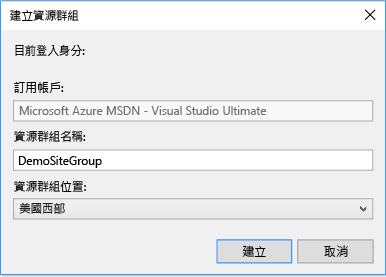 建立資源群組
目前登入身分:
訂用帳戶:
Microsoft Azure MSDN - Visual Studio Ultimate
資源群組名稱:
DemoSiteGroup
資源群組位置:
美國西部
建立
取消